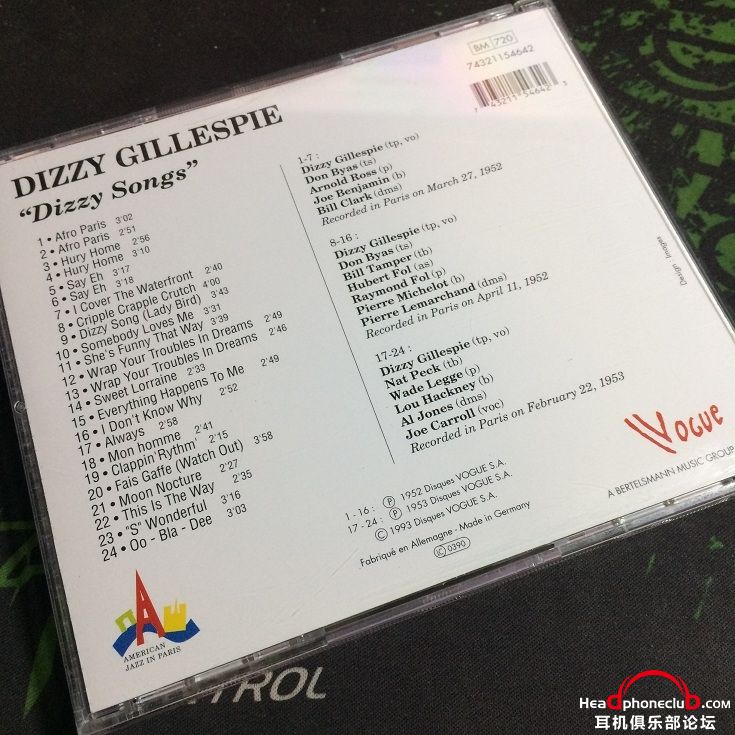 BM 720
74321154642
7 43211 54642 3
DIZZY GILLESPIE
“Dizzy Songs”
1 • Afro Paris 3'02
2 • Afro Paris 2'51
3 • Hury Home 2'56
4 • Hury Home 3'10
5 • Say Eh 3'17
6 • Say Eh 3'18
7 • I Cover The Waterfront 2'40
8 • Cripple Crapple Crutch 4'00
9 • Dizzy Song (Lady Bird) 2'43
10 • Somebody Loves Me 3'31
11 • She's Funny That Way 3'39
12 • Wrap Your Troubles In Dreams 2'49
13 • Wrap Your Troubles In Dreams 2'46
14 • Sweet Lorraine 2'33
15 • Everything Happens To Me 2'49
16 • I Don't Know Why 2'52
17 • Always 2'58
18 • Mon homme 2'41
19 • Clappin'Rythm' 2'15
20 • Fais Gaffe (Watch Out) 3'58
21 • Moon Nocture 2'27
22 • This Is The Way 2'35
23 • "S" Wonderful 3'16
24 • Oo - Bla - Dee 3'03
1-7 :
Dizzy Gillespie (tp, vo)
Don Byas (ts)
Arnold Ross (p)
Joe Benjamin (b)
Bill Clark (dms)
Recorded in Paris on March 27, 1952
8-16 :
Dizzy Gillespie (tp, vo)
Don Byas (ts)
Bill Tamper (tb)
Hubert Fol (as)
Raymond Fol (p)
Pierre Michelot (b)
Pierre Lemarchand (dms)
Recorded in Paris on April 11, 1952
17-24 :
Dizzy Gillespie (tp, vo)
Nat Peck (tb)
Wade Legge (p)
Lou Hackney (b)
Al Jones (dms)
Joe Carroll (voc)
Recorded in Paris on February 22, 1953
1 - 16 : Ⓟ 1952 Disques VOGUE S.A.
17 - 24 : Ⓟ 1953 Disques VOGUE S.A.
© 1993 Disques VOGUE S.A.
Fabriqué en Allemagne - Made in Germany
LC 0390
Design : Images
VOGUE
A BERTELSMANN MUSIC GROUP
AMERICAN
JAZZ IN PARIS
TROL
Headphoneclub.com
耳机俱乐部论坛